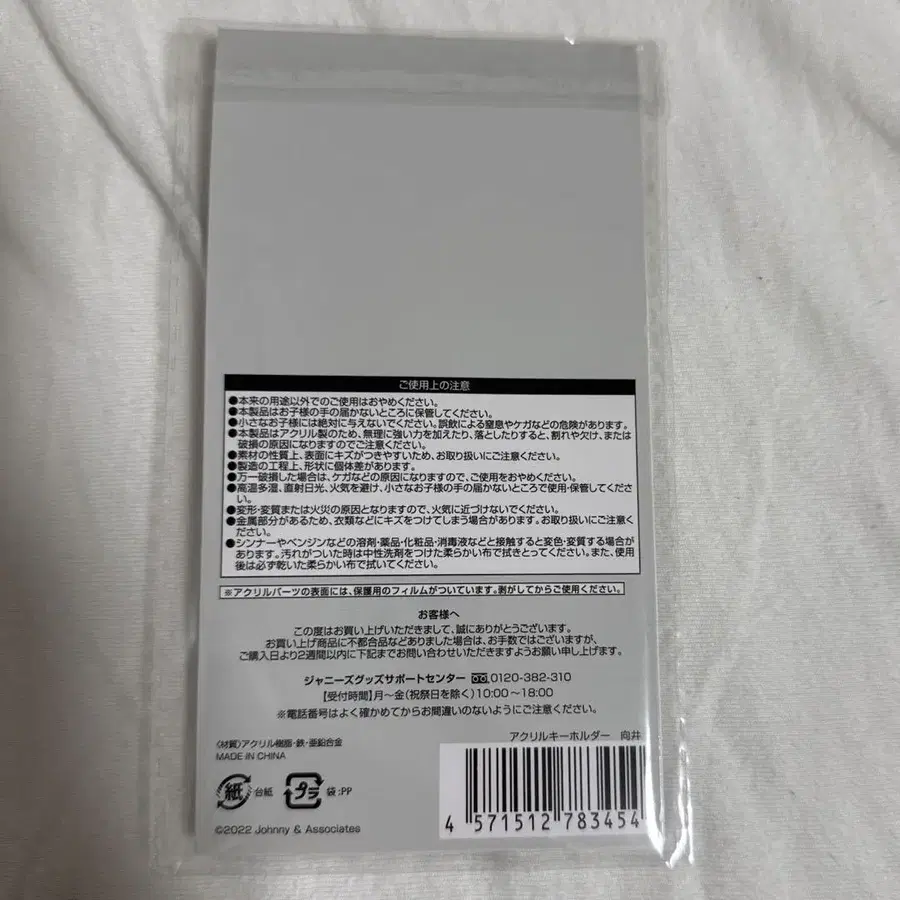 ご使用上の注意
●本来の用途以外でのご使用はおやめください。
●本製品はお子様の手の届かないところに保管してください。
●小さなお子様には絶対に与えないでください。誤飲による窒息やケガなどの危険があります。
●本製品はアクリル製のため、無理に強い力を加えたり、落としたりすると、割れや欠け、または
破損の原因になりますのでご注意ください。
●素材の性質上、表面にキズがつきやすいため、お取り扱いにご注意ください。
●製造の工程上、形状に個体差があります。
●万一破損した場合は、ケガなどの原因になりますので、ご使用をおやめください。
●高温多湿、直射日光、火気を避け、小さなお子様の手の届かないところで使用・保管してくださ
い。
●変形・変質または火災の原因となりますので、火気に近づけないでください。
●金属部分があるため、衣類などにキズをつけてしまう場合があります。お取り扱いにご注意く
ださい。
●シンナーやベンジンなどの溶剤・薬品・化粧品・消毒液などと接触すると変色・変質する場合が
あります。汚れがついた時は中性洗剤をつけた柔らかい布で拭きとってください。また、使用
後は必ず乾いた柔らかい布で拭いてください。
※アクリルパーツの表面には、保護用のフィルムがついています。剥がしてからご使用ください。
お客様へ
この度はお買い上げいただきまして、誠にありがとうございます。
お買い上げ商品に不都合品などありました場合は、お手数ではございますが、
ご購入日より2週間以内に下記までお問い合わせいただきますようお願い申し上げます。
ジャニーズグッズサポートセンター 0120-382-310
【受付時間】月〜金(祝祭日を除く)10:00〜18:00
※電話番号はよく確かめてからお間違いのないようにご注意ください。
アクリルキーホルダー 向井
〈材質〉アクリル樹脂・鉄・亜鉛合金
MADE IN CHINA
紙 台紙 プラ 袋:PP
©2022 Johnny & Associates
4 571512 783454